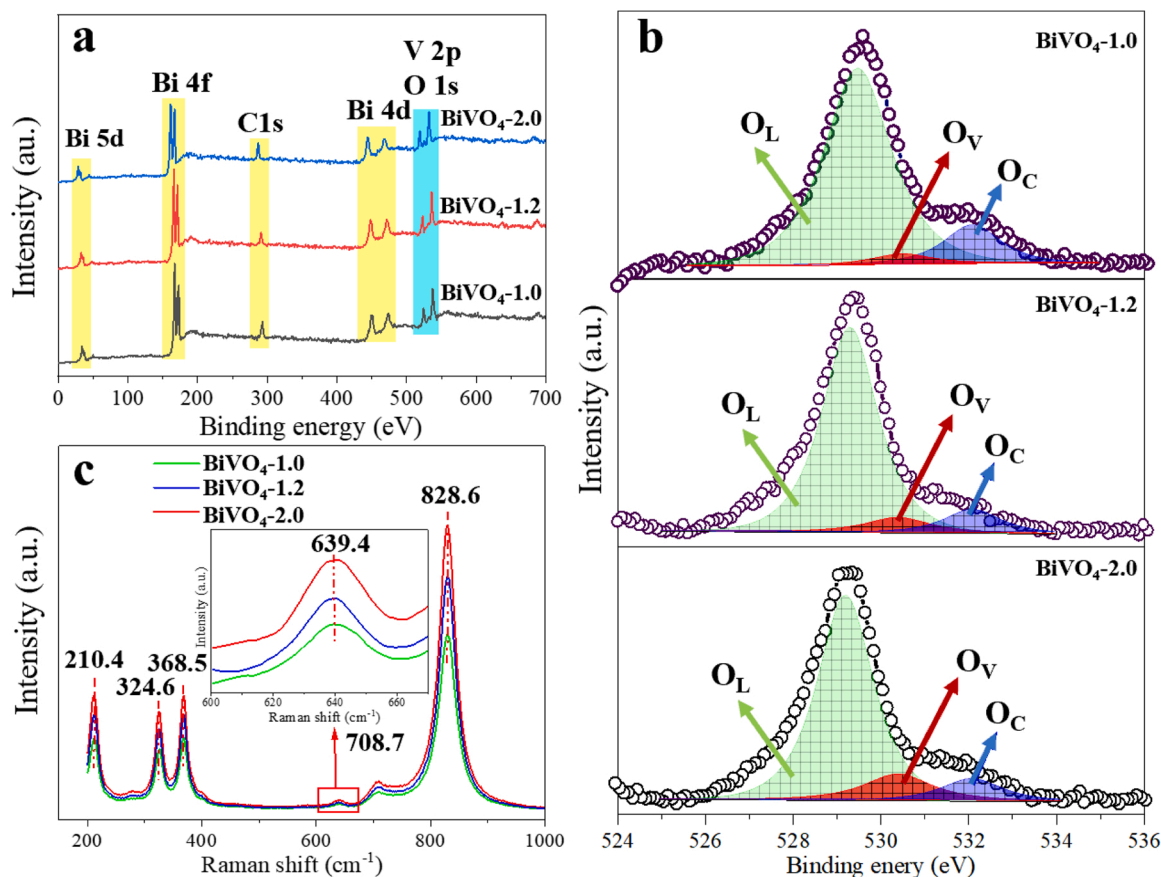 a
V 2p
O 1s
Bi 4f
Bi 4d
C1s
Bi 5d
BiVO₄-2.0
BiVO₄-1.2
BiVO₄-1.0
Intensity (au.)
0 100 200 300 400 500 600 700
Binding energy (eV)
b
BiVO₄-1.0
O_L
O_V
O_C
BiVO₄-1.2
O_L
O_V
O_C
BiVO₄-2.0
O_L
O_V
O_C
Intensity (a.u.)
524 526 528 530 532 534 536
Binding enery (eV)
c
BiVO₄-1.0
BiVO₄-1.2
BiVO₄-2.0
828.6
639.4
Intensity (a.u.)
600 620 640 660
Raman shift (cm⁻¹)
210.4
324.6
368.5
708.7
Intensity (a.u.)
200 400 600 800 1000
Raman shift (cm⁻¹)